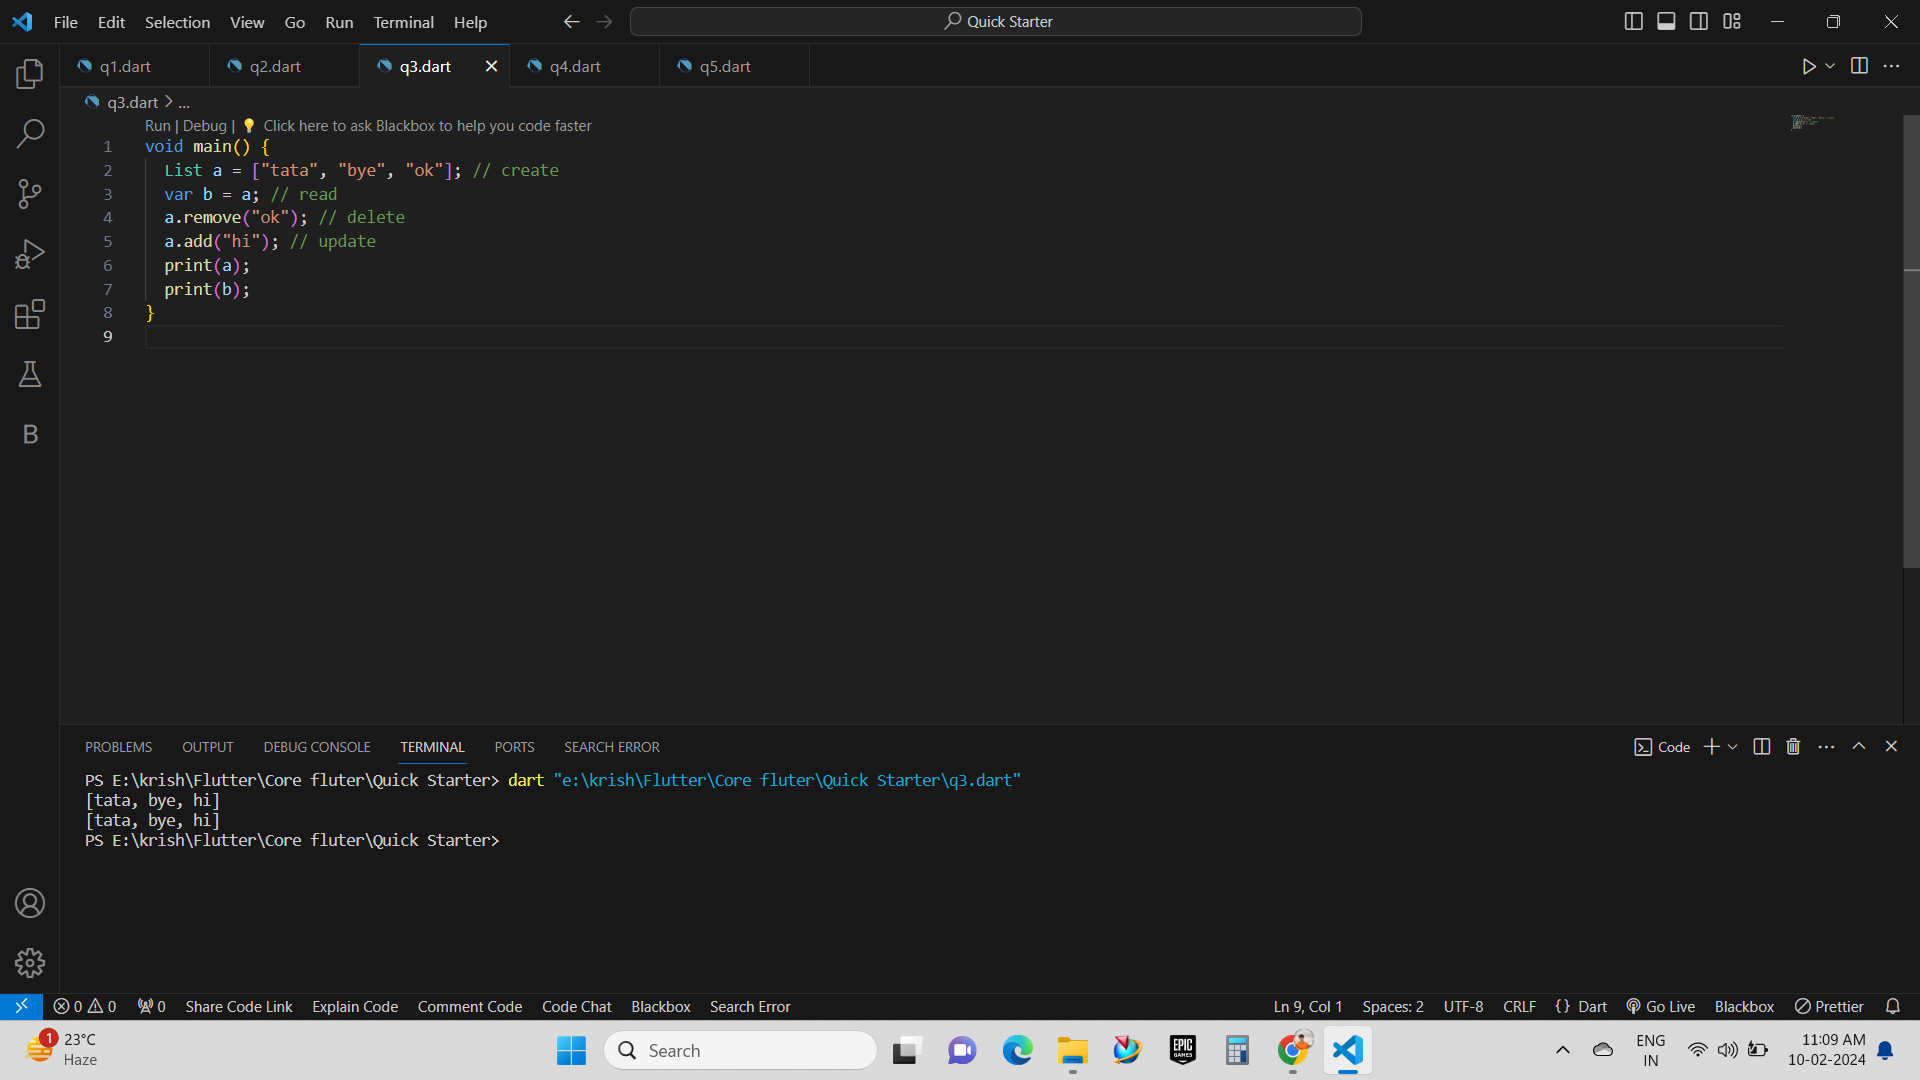 File Edit Selection View Go Run Terminal Help Quick Starter
q1.dart q2.dart q3.dart q4.dart q5.dart
q3.dart > ...
Run | Debug | Click here to ask Blackbox to help you code faster
1 void main() {
2 List a = ["tata", "bye", "ok"]; // create
3 var b = a; // read
4 a.remove("ok"); // delete
5 a.add("hi"); // update
6 print(a);
7 print(b);
8 }
9
B
PROBLEMS OUTPUT DEBUG CONSOLE TERMINAL PORTS SEARCH ERROR Code
PS E:\krish\Flutter\Core fluter\Quick Starter> dart "e:\krish\Flutter\Core fluter\Quick Starter\q3.dart"
[tata, bye, hi]
[tata, bye, hi]
PS E:\krish\Flutter\Core fluter\Quick Starter>
0 0 0 Share Code Link Explain Code Comment Code Code Chat Blackbox Search Error Ln 9, Col 1 Spaces: 2 UTF-8 CRLF {} Dart Go Live Blackbox Prettier
1 23°C
Haze
Search
EPIC
GAMES
ENG
IN
11:09 AM
10-02-2024